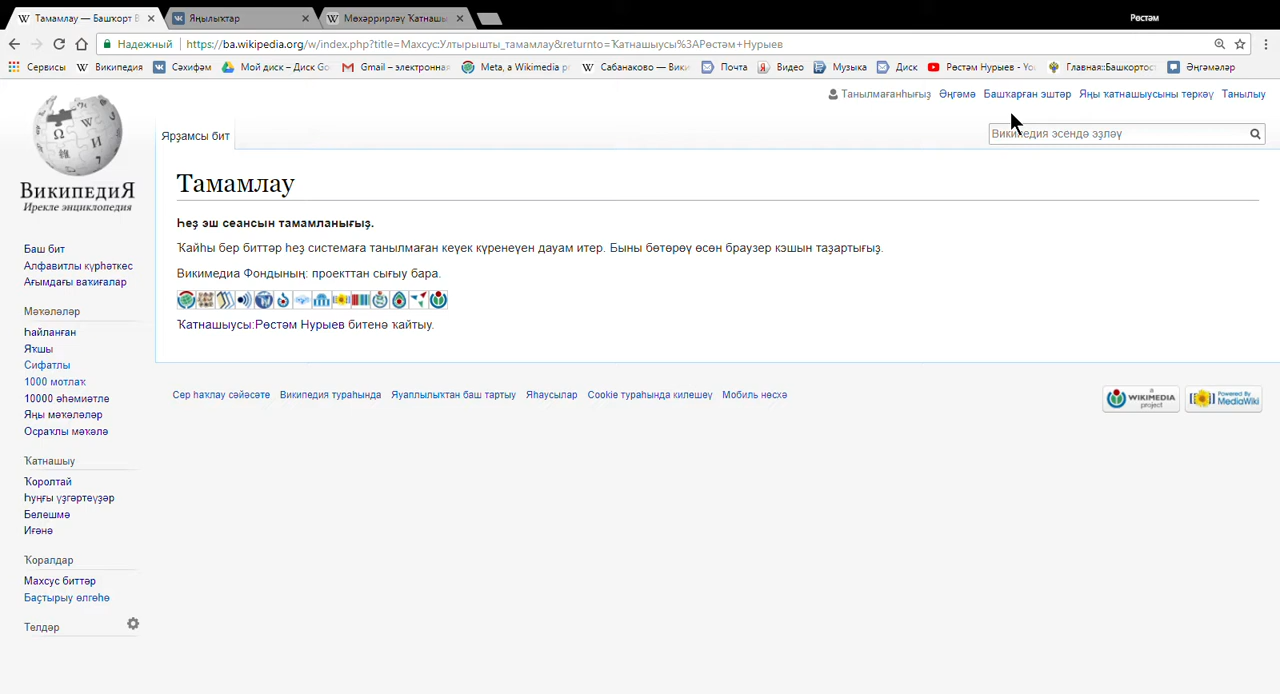 Тамамлау — Башҡорт В
Яңылыҡтар
Мөхәррирләү Ҡатнашы
Рөстәм
Надежный
https://ba.wikipedia.org/w/index.php?title=Махсус:Ултырышты_тамамлау&returnto=Ҡатнашыусы%3AРөстәм+Нурыев
Сервисы Википедия Сәхифәм Мой диск – Диск Go Gmail – электронная Meta, a Wikimedia pr Сабанаково — Вики Почта Видео Музыка Диск Рөстәм Нурыев - Yo Главная::Башкортос Әңгәмәләр
Танылмағанһығыҙ Әңгәмә Башҡарған эштәр Яңы ҡатнашыусыны теркәү Танылыу
Ярҙамсы бит
Википедия эсендә эҙләү
ВикипедиЯ
Ирекле энциклопедия
Тамамлау
Һеҙ эш сеансын тамамланығыҙ.
Ҡайһы бер биттәр һеҙ системаға танылмаған кеүек күренеүен дауам итер. Быны бөтөрөү өсөн браузер кэшын таҙартығыҙ.
Викимедиа Фондының: проекттан сығыу бара.
Ҡатнашыусы:Рөстәм Нурыев битенә ҡайтыу.
Баш бит
Алфавитлы күрһәткес
Ағымдағы ваҡиғалар
Мәҡәләләр
Һайланған
Яҡшы
Сифатлы
1000 мотлаҡ
10000 әһәмиәтле
Яңы мәҡәләләр
Осраҡлы мәҡәлә
Ҡатнашыу
Ҡоролтай
Һуңғы үҙгәртеүҙәр
Белешмә
Иғәнә
Ҡоралдар
Махсус биттәр
Баҫтырыу өлгөһө
Телдәр
Сер һаҡлау сәйәсәте Википедия тураһында Яуаплылыҡтан баш тартыу Яһаусылар Cookie тураһында килешеү Мобиль нөсхә
a WIKIMEDIA project
Powered By MediaWiki